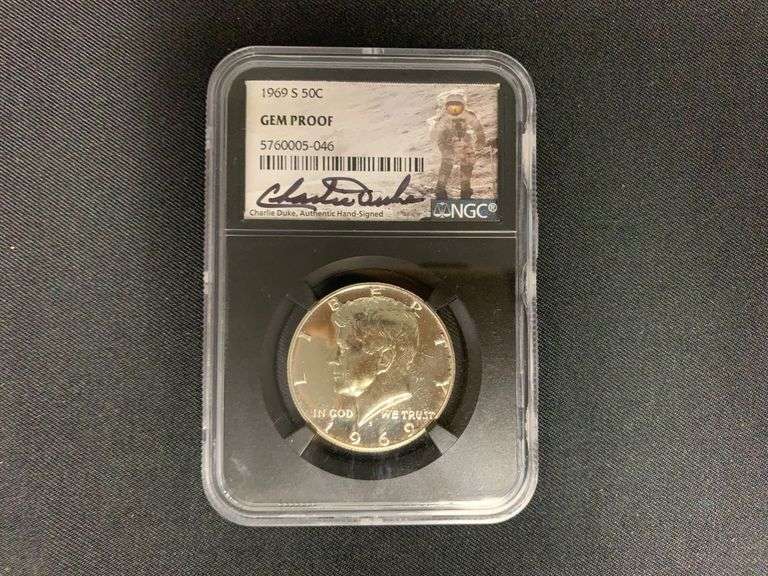 1969 S 50C
GEM PROOF
5760005-046
Charlie Duke
Charlie Duke, Authentic Hand-Signed
NGC®
LIBERTY
IN GOD WE TRUST
1969